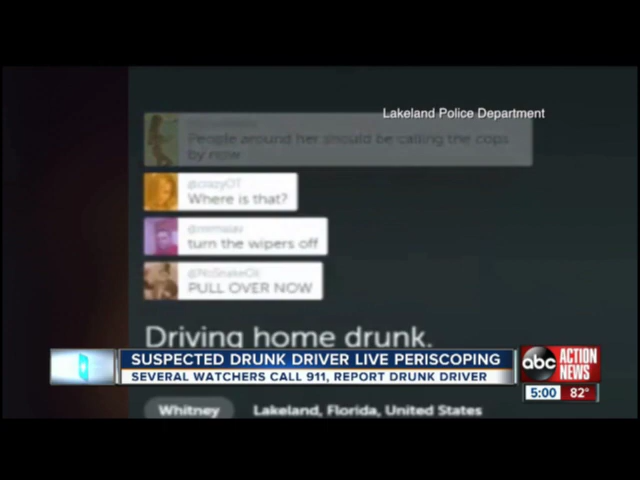 Lakeland Police Department
People around her should be calling the cops
by now
@crazyOT
Where is that?
turn the wipers off
@NoSnakeOil
PULL OVER NOW
Driving home drunk.
SUSPECTED DRUNK DRIVER LIVE PERISCOPING
SEVERAL WATCHERS CALL 911, REPORT DRUNK DRIVER
abc ACTION
NEWS
5:00 82°
Whitney Lakeland, Florida, United States